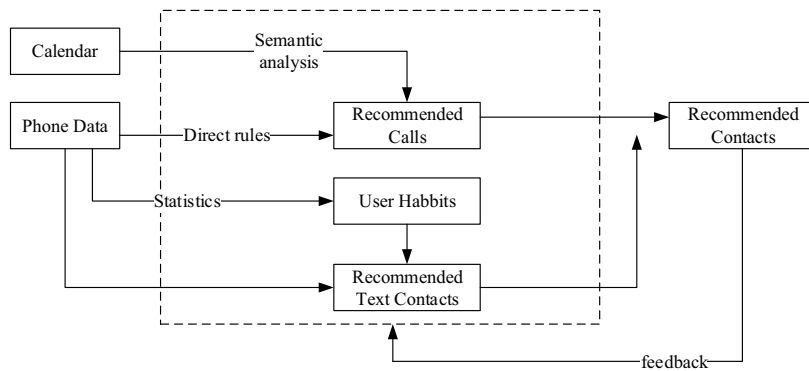 Calendar
Semantic
analysis
Phone Data
Direct rules
Recommended
Calls
Recommended
Contacts
Statistics
User Habbits
Recommended
Text Contacts
feedback